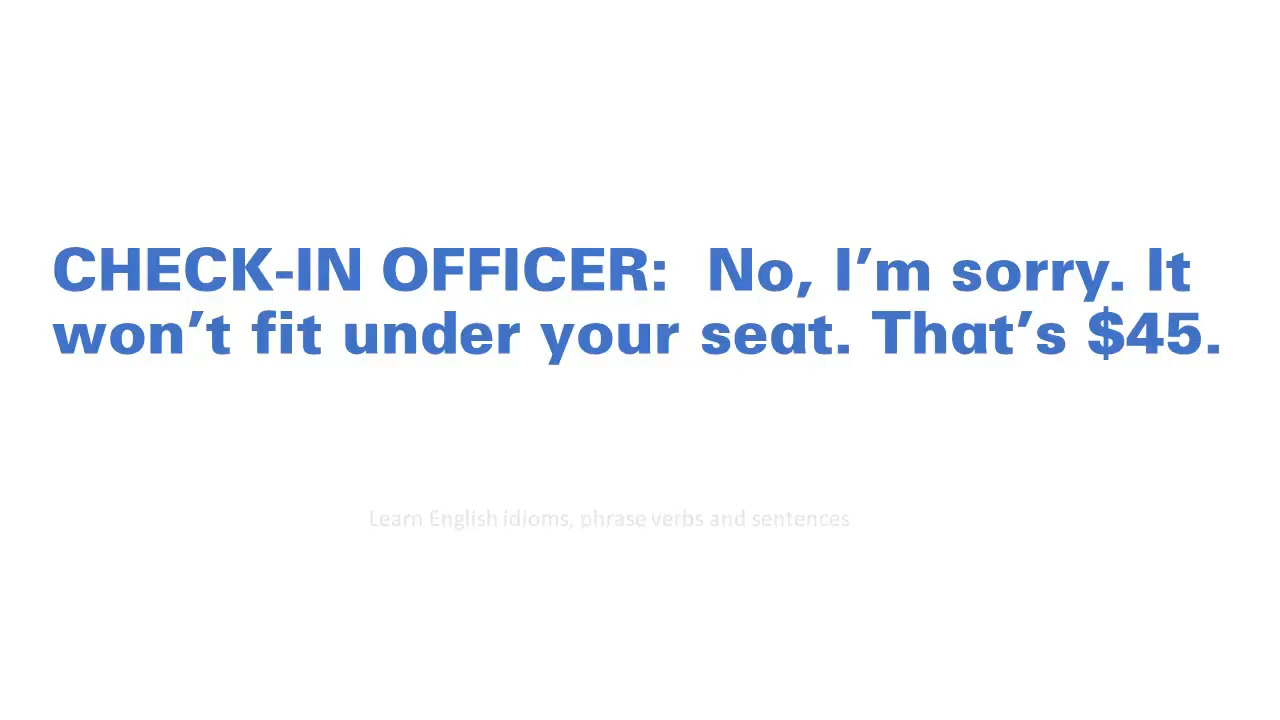 CHECK-IN OFFICER:  No, I’m sorry. It
won’t fit under your seat. That’s $45.
Learn English idioms, phrase verbs and sentences